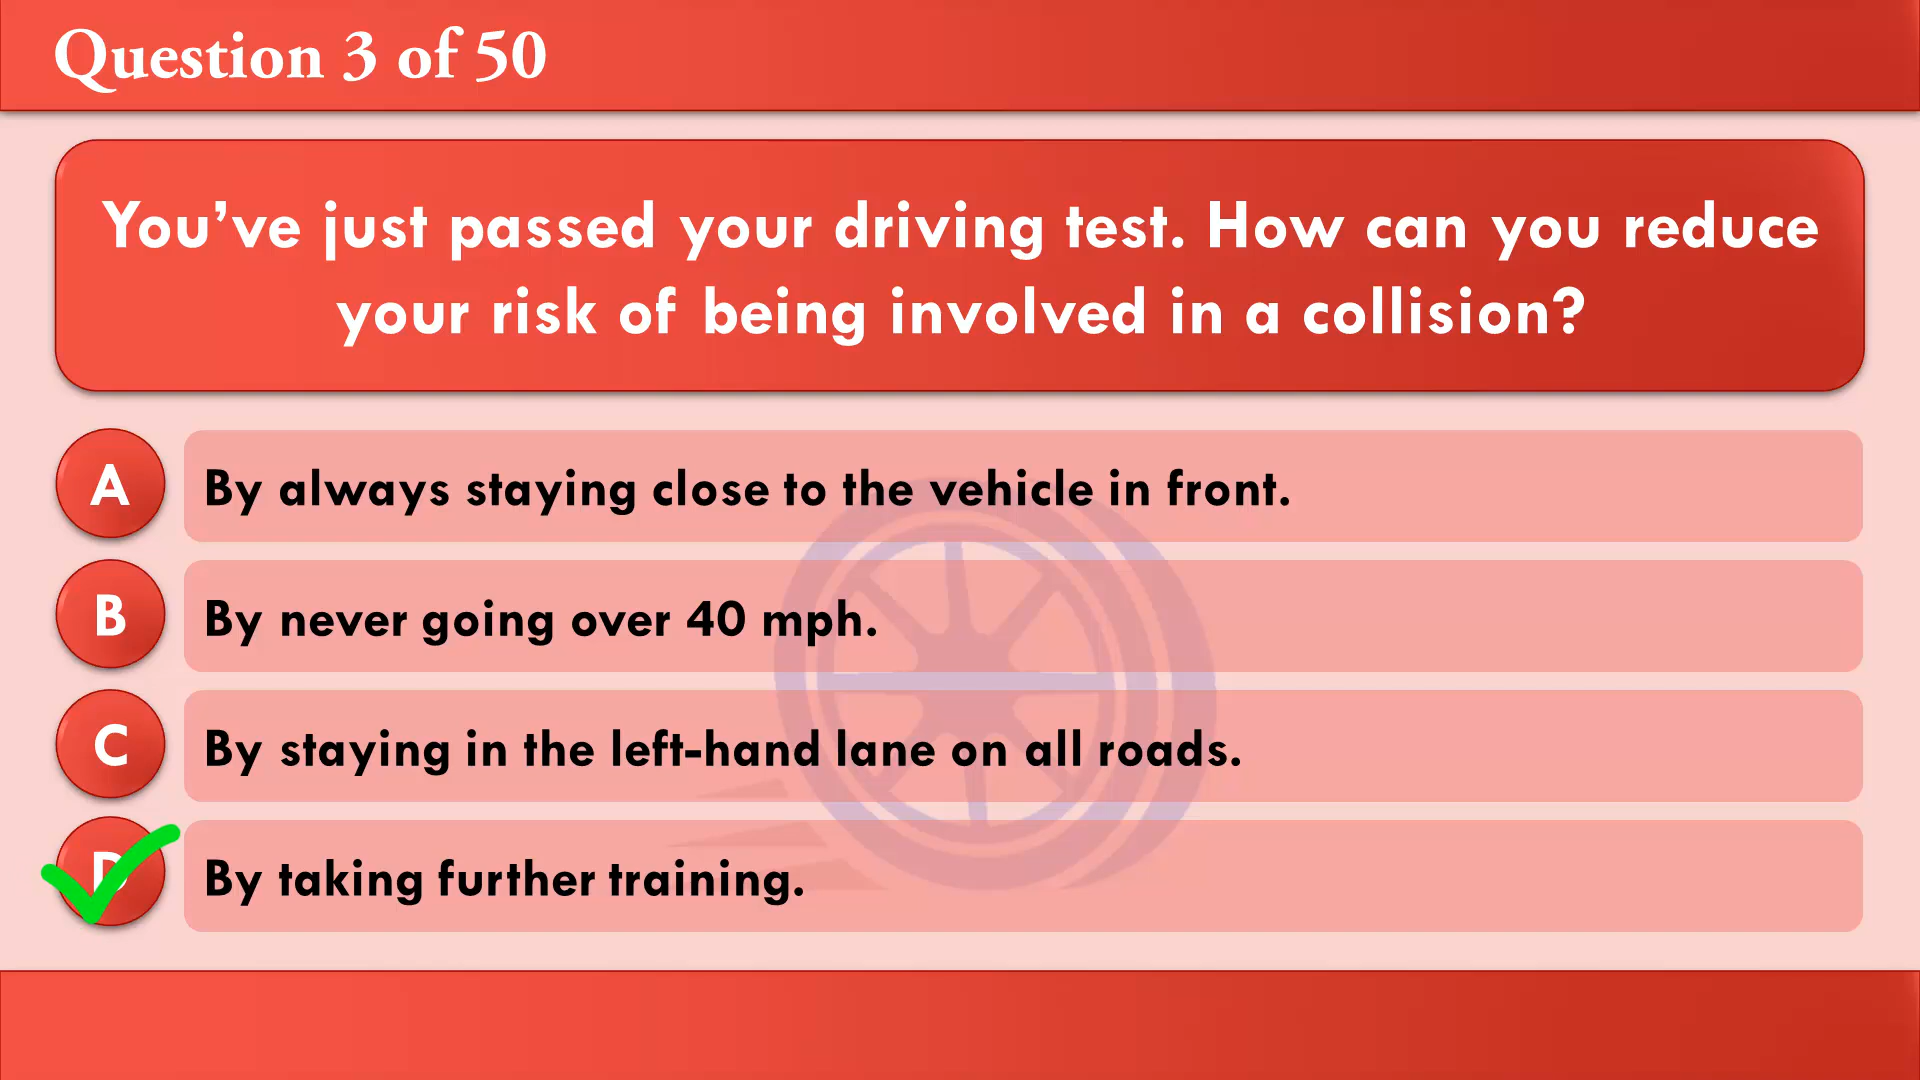 Question 3 of 50
You’ve just passed your driving test. How can you reduce
your risk of being involved in a collision?
A
By always staying close to the vehicle in front.
B
By never going over 40 mph.
C
By staying in the left-hand lane on all roads.
D
By taking further training.